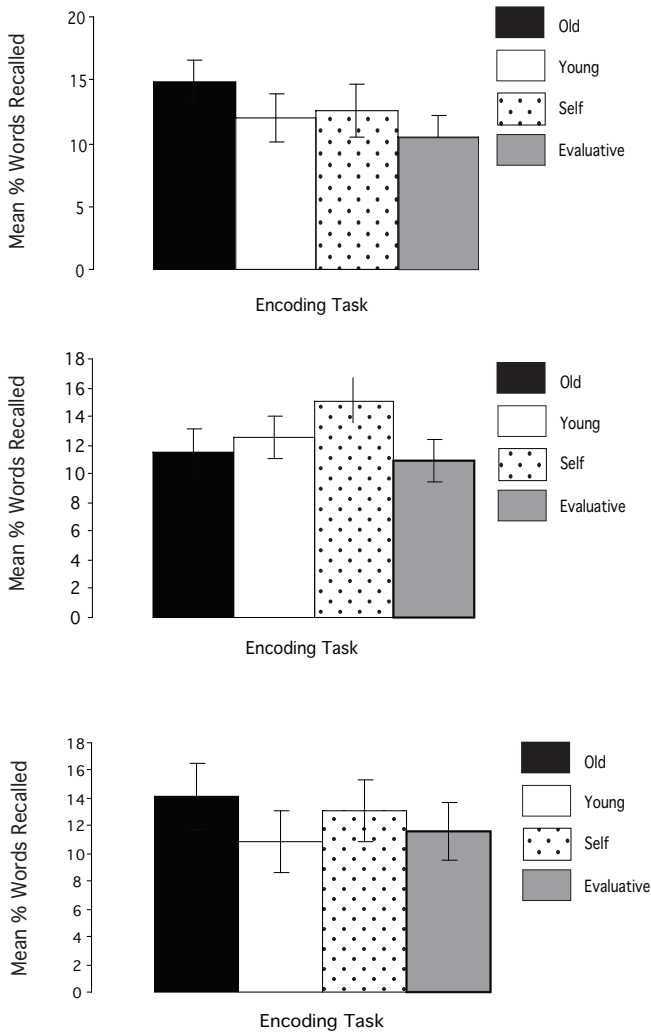 Mean % Words Recalled
20
15
10
5
0
Encoding Task
Old
Young
Self
Evaluative
Mean % Words Recalled
18
16
14
12
10
8
6
4
2
0
Encoding Task
Old
Young
Self
Evaluative
Mean % Words Recalled
18
16
14
12
10
8
6
4
2
0
Encoding Task
Old
Young
Self
Evaluative